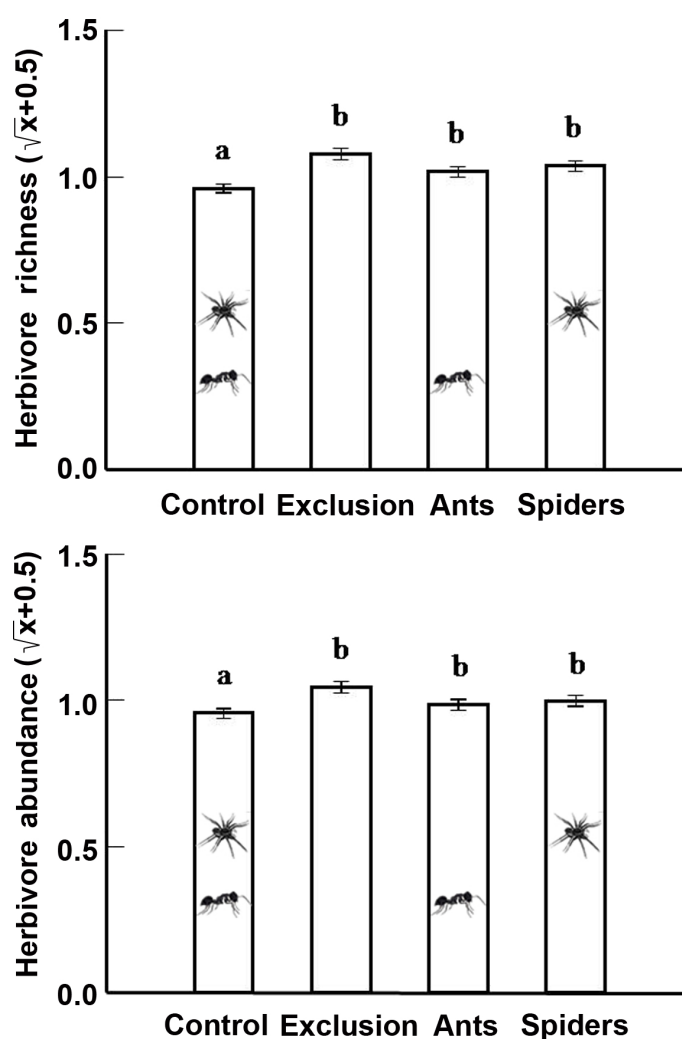 Herbivore richness (√x+0.5)
1.5
1.0
0.5
0.0
a
b
b
b
Control Exclusion Ants Spiders
Herbivore abundance (√x+0.5)
1.5
1.0
0.5
0.0
a
b
b
b
Control Exclusion Ants Spiders